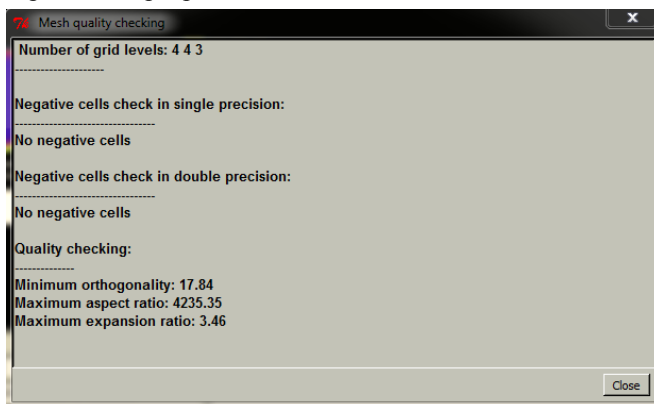 Mesh quality checking
Number of grid levels: 4 4 3
---------------------
Negative cells check in single precision:
---------------------------------
No negative cells
Negative cells check in double precision:
---------------------------------
No negative cells
Quality checking:
--------------
Minimum orthogonality: 17.84
Maximum aspect ratio: 4235.35
Maximum expansion ratio: 3.46
Close